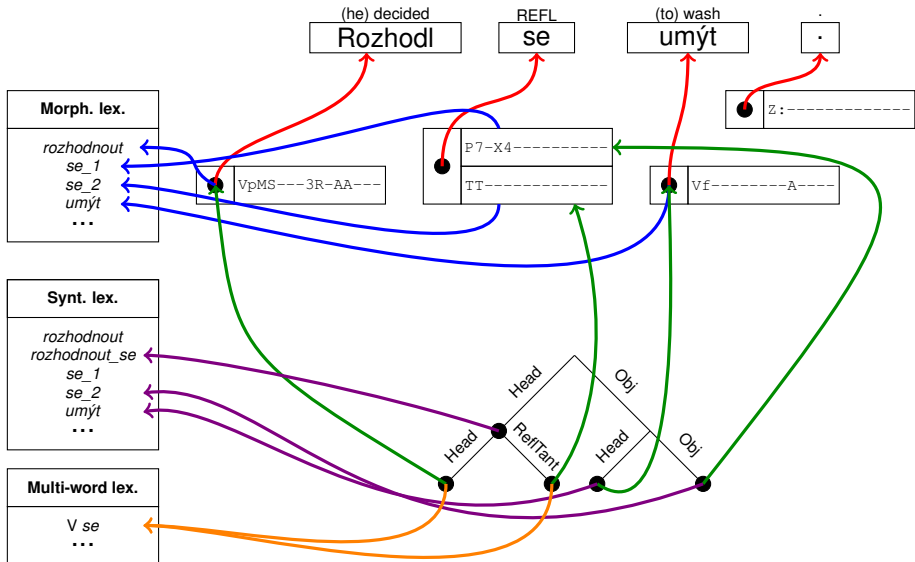 (he) decided REFL (to) wash .
Rozhodl se umýt .
Morph. lex.
rozhodnout
se_1
se_2
umýt
...
VpMS---3R-AA---
P7-X4----------
TT-------------
Vf--------A----
Z:-------------
Synt. lex.
rozhodnout
rozhodnout_se
se_1
se_2
umýt
...
Head
Obj
Head
ReflTant
Head
Obj
Multi-word lex.
V se
...